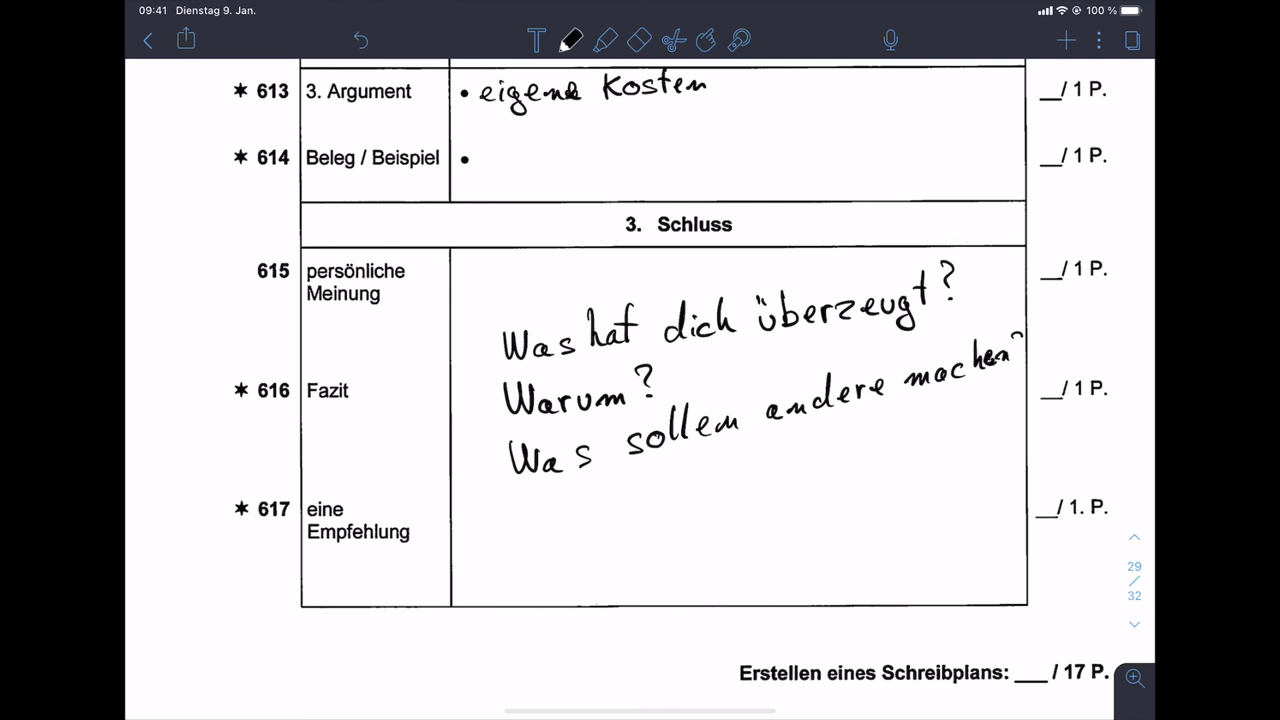 09:41 Dienstag 9. Jan. 100 %
* 613 3. Argument • eigene Kosten __/ 1 P.
* 614 Beleg / Beispiel • __/ 1 P.
3. Schluss
615 persönliche __/ 1 P.
Meinung
Was hat dich überzeugt?
* 616 Fazit Warum? __/ 1 P.
Was sollen andere machen?
* 617 eine __/ 1. P.
Empfehlung
29
/
32
Erstellen eines Schreibplans: ___ / 17 P.